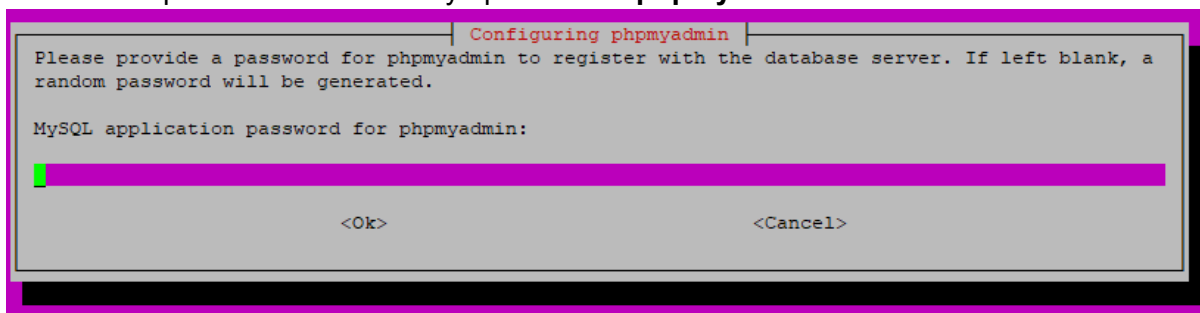 Configuring phpmyadmin
Please provide a password for phpmyadmin to register with the database server. If left blank, a
random password will be generated.
MySQL application password for phpmyadmin:
<Ok> <Cancel>